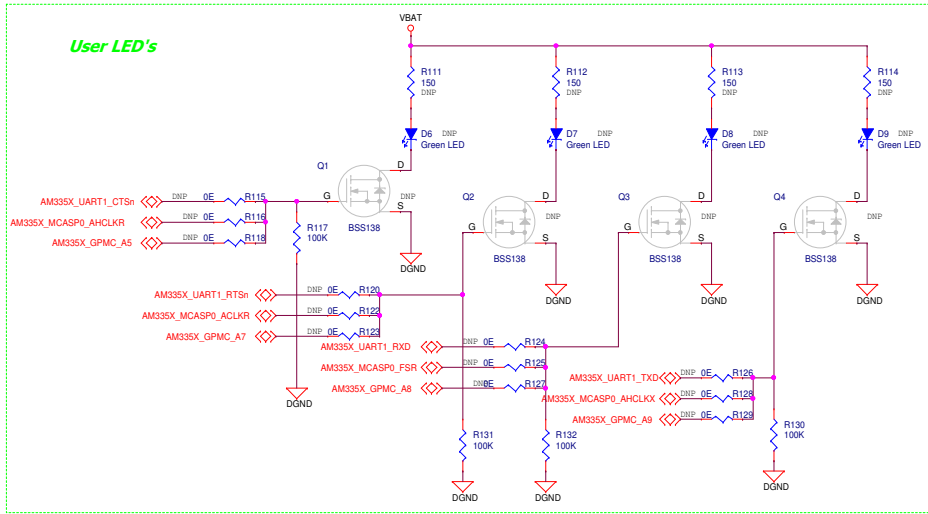 User LED's
VBAT
R111
150
DNP
R112
150
DNP
R113
150
DNP
R114
150
DNP
D6 DNP
Green LED
D7 DNP
Green LED
D8 DNP
Green LED
D9 DNP
Green LED
Q1
D
G
S
DNP
BSS138
DGND
Q2
D
G
S
DNP
BSS138
DGND
Q3
D
G
S
DNP
BSS138
DGND
Q4
D
G
S
DNP
BSS138
DGND
AM335X_UART1_CTSn DNP 0E R115
AM335X_MCASP0_AHCLKR 0E R116
AM335X_GPMC_A5 0E R118
R117
100K
DGND
AM335X_UART1_RTSn DNP 0E R120
AM335X_MCASP0_ACLKR DNP 0E R122
AM335X_GPMC_A7 DNP 0E R123
AM335X_UART1_RXD DNP 0E R124
AM335X_MCASP0_FSR DNP 0E R125
AM335X_GPMC_A8 DNP 0E R127
AM335X_UART1_TXD DNP 0E R126
AM335X_MCASP0_AHCLKX DNP 0E R128
AM335X_GPMC_A9 DNP 0E R129
R131
100K
DGND
R132
100K
DGND
R130
100K
DGND